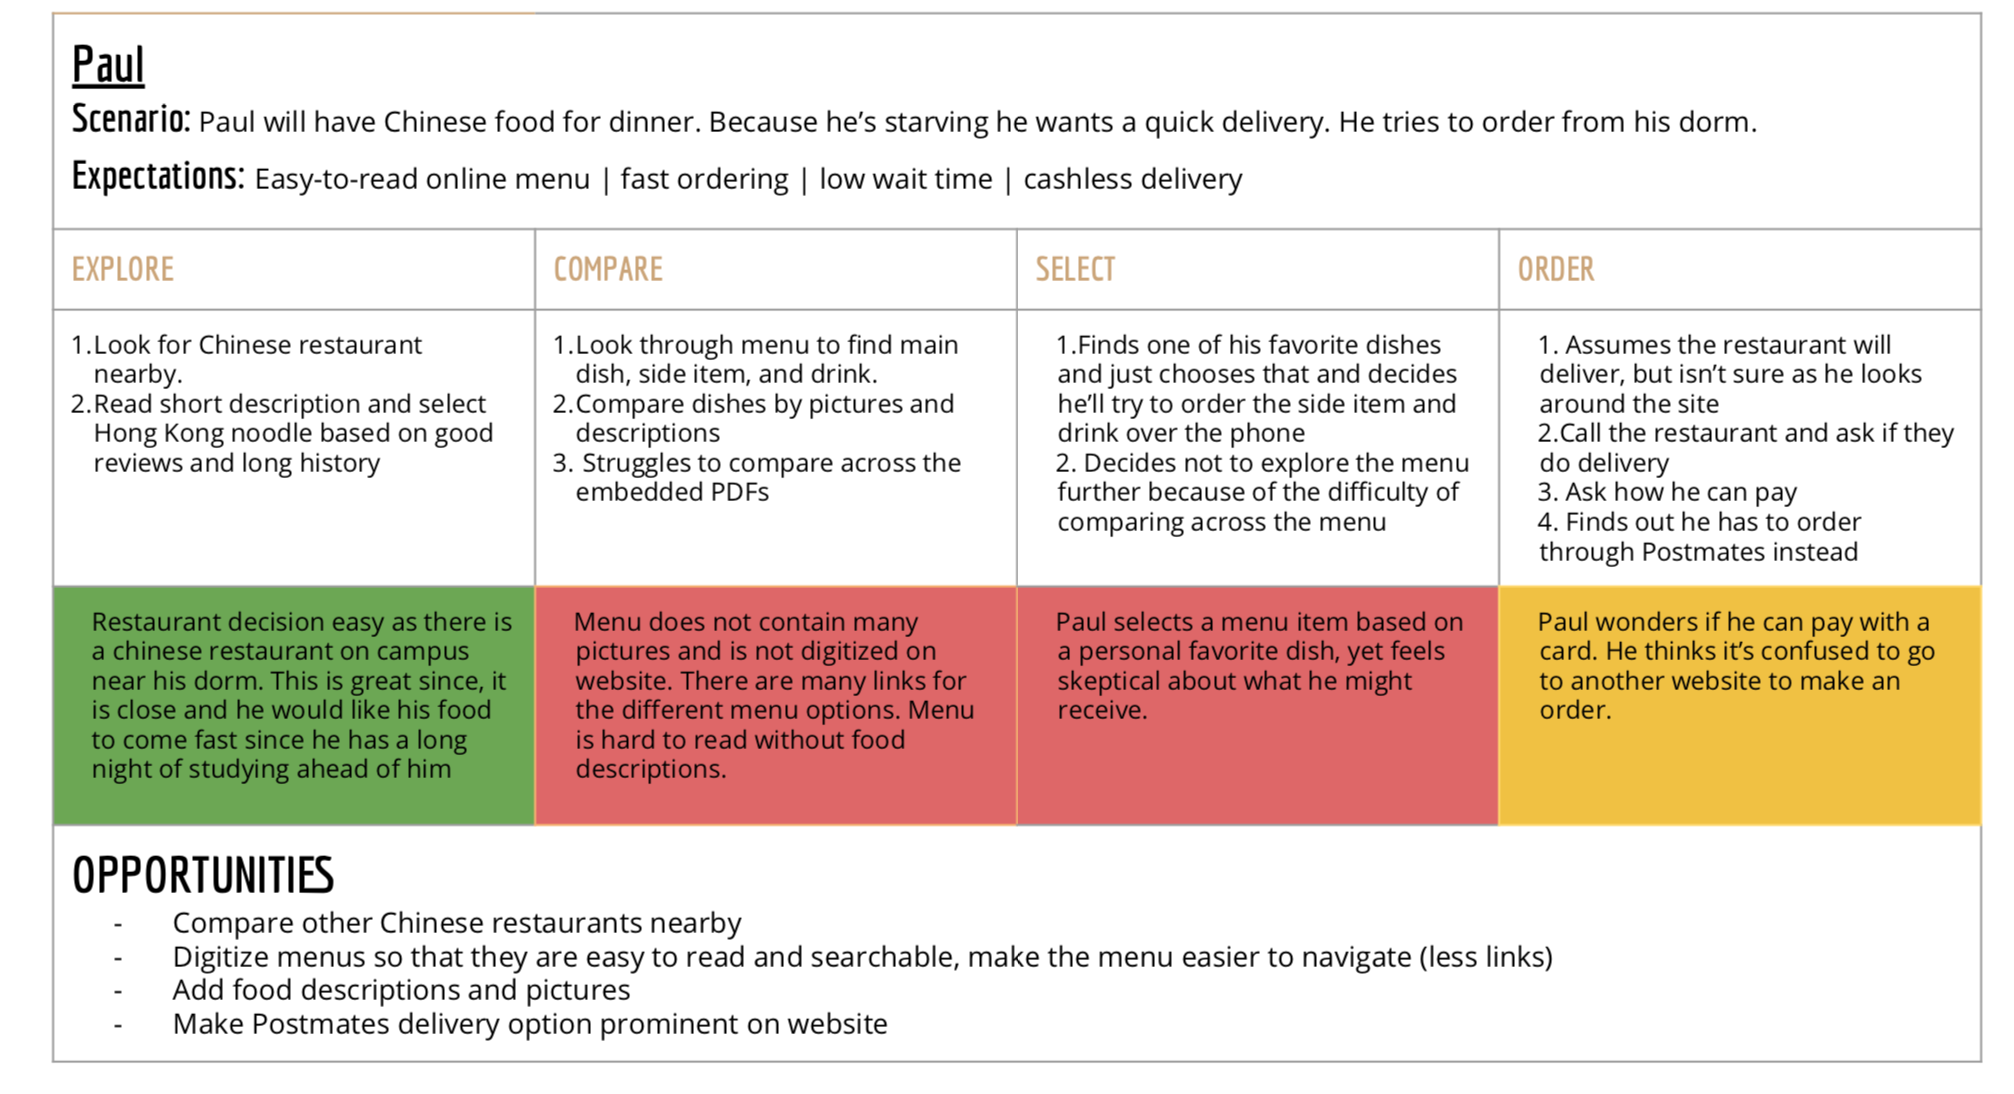 Paul
Scenario: Paul will have Chinese food for dinner. Because he’s starving he wants a quick delivery. He tries to order from his dorm.
Expectations: Easy-to-read online menu | fast ordering | low wait time | cashless delivery
EXPLORE
COMPARE
SELECT
ORDER
1.Look for Chinese restaurant
nearby.
2.Read short description and select
Hong Kong noodle based on good
reviews and long history
1.Look through menu to find main
dish, side item, and drink.
2.Compare dishes by pictures and
descriptions
3. Struggles to compare across the
embedded PDFs
1.Finds one of his favorite dishes
and just chooses that and decides
he’ll try to order the side item and
drink over the phone
2. Decides not to explore the menu
further because of the difficulty of
comparing across the menu
1. Assumes the restaurant will
deliver, but isn’t sure as he looks
around the site
2.Call the restaurant and ask if they
do delivery
3. Ask how he can pay
4. Finds out he has to order
through Postmates instead
Restaurant decision easy as there is
a chinese restaurant on campus
near his dorm. This is great since, it
is close and he would like his food
to come fast since he has a long
night of studying ahead of him
Menu does not contain many
pictures and is not digitized on
website. There are many links for
the different menu options. Menu
is hard to read without food
descriptions.
Paul selects a menu item based on
a personal favorite dish, yet feels
skeptical about what he might
receive.
Paul wonders if he can pay with a
card. He thinks it’s confused to go
to another website to make an
order.
OPPORTUNITIES
- Compare other Chinese restaurants nearby
- Digitize menus so that they are easy to read and searchable, make the menu easier to navigate (less links)
- Add food descriptions and pictures
- Make Postmates delivery option prominent on website